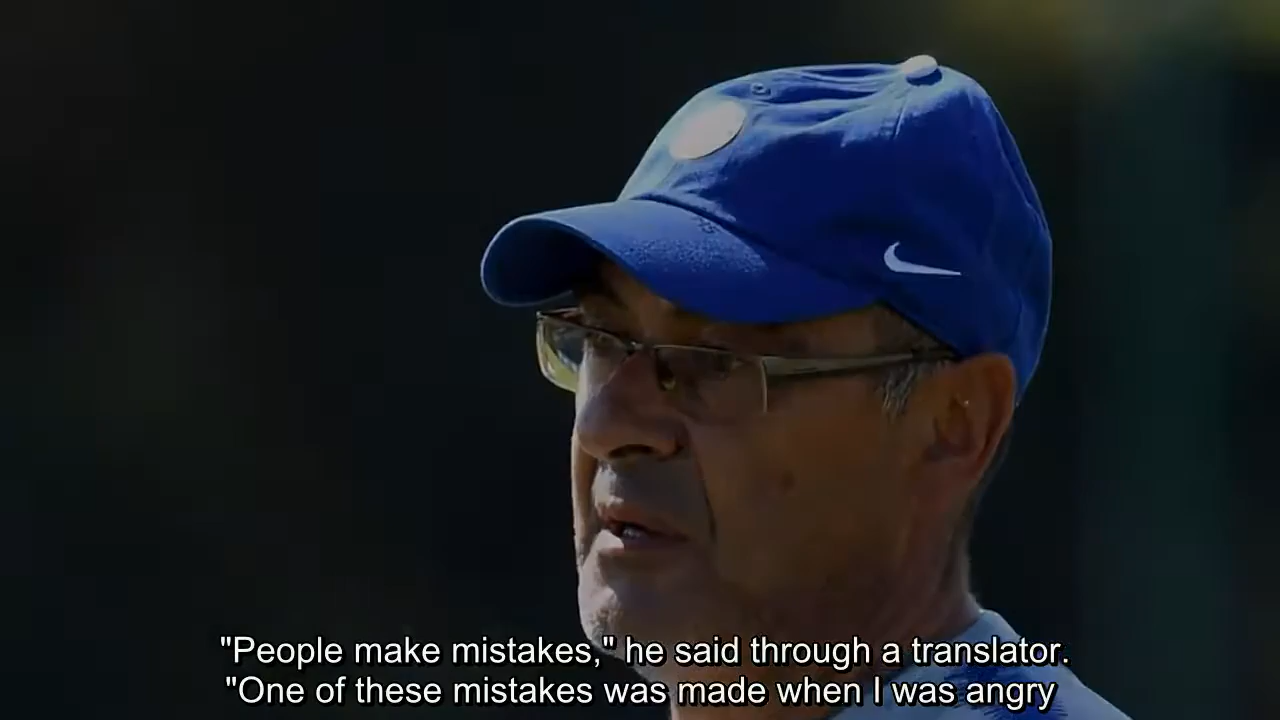 "People make mistakes," he said through a translator.
"One of these mistakes was made when I was angry